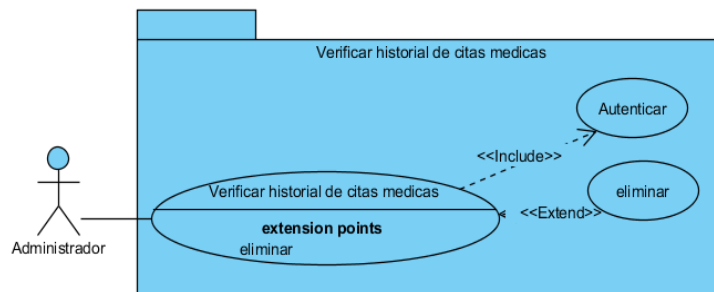 Verificar historial de citas medicas
Autenticar
<<Include>>
Verificar historial de citas medicas
eliminar
<<Extend>>
extension points
eliminar
Administrador